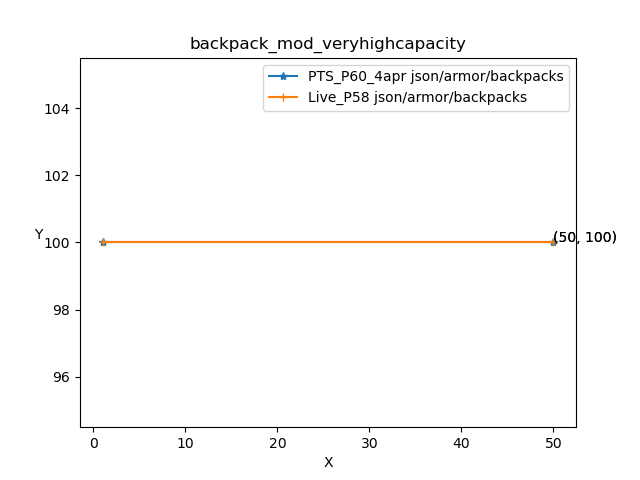 backpack_mod_veryhighcapacity
PTS_P60_4apr json/armor/backpacks
Live_P58 json/armor/backpacks
104
102
Y
100
(50, 100)
98
96
0 10 20 30 40 50
X